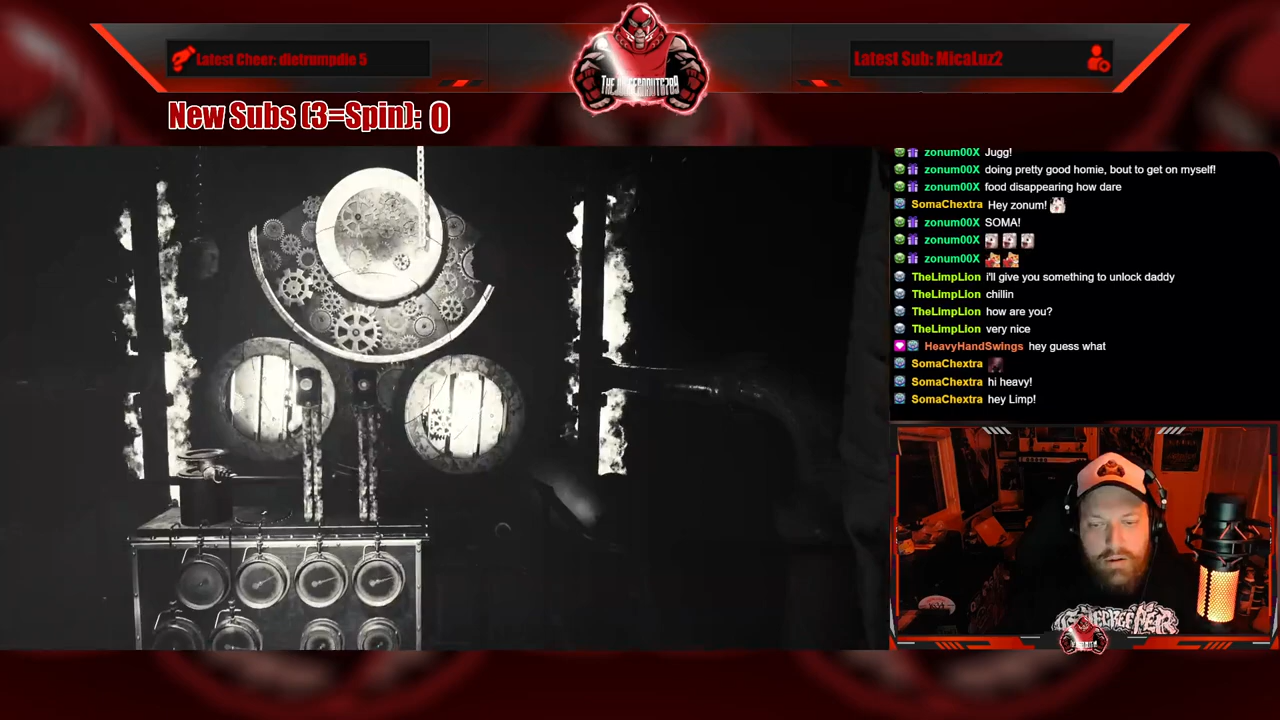 Latest Cheer: dietrumpdie 5
Latest Sub: MicaLuz2
THEJUGGERNAUT6789
New Subs (3=Spin): 0
zonum00X Jugg!
zonum00X doing pretty good homie, bout to get on myself!
zonum00X food disappearing how dare
SomaChextra Hey zonum!
zonum00X SOMA!
zonum00X
zonum00X
TheLimpLion i'll give you something to unlock daddy
TheLimpLion chillin
TheLimpLion how are you?
TheLimpLion very nice
HeavyHandSwings hey guess what
SomaChextra
SomaChextra hi heavy!
SomaChextra hey Limp!